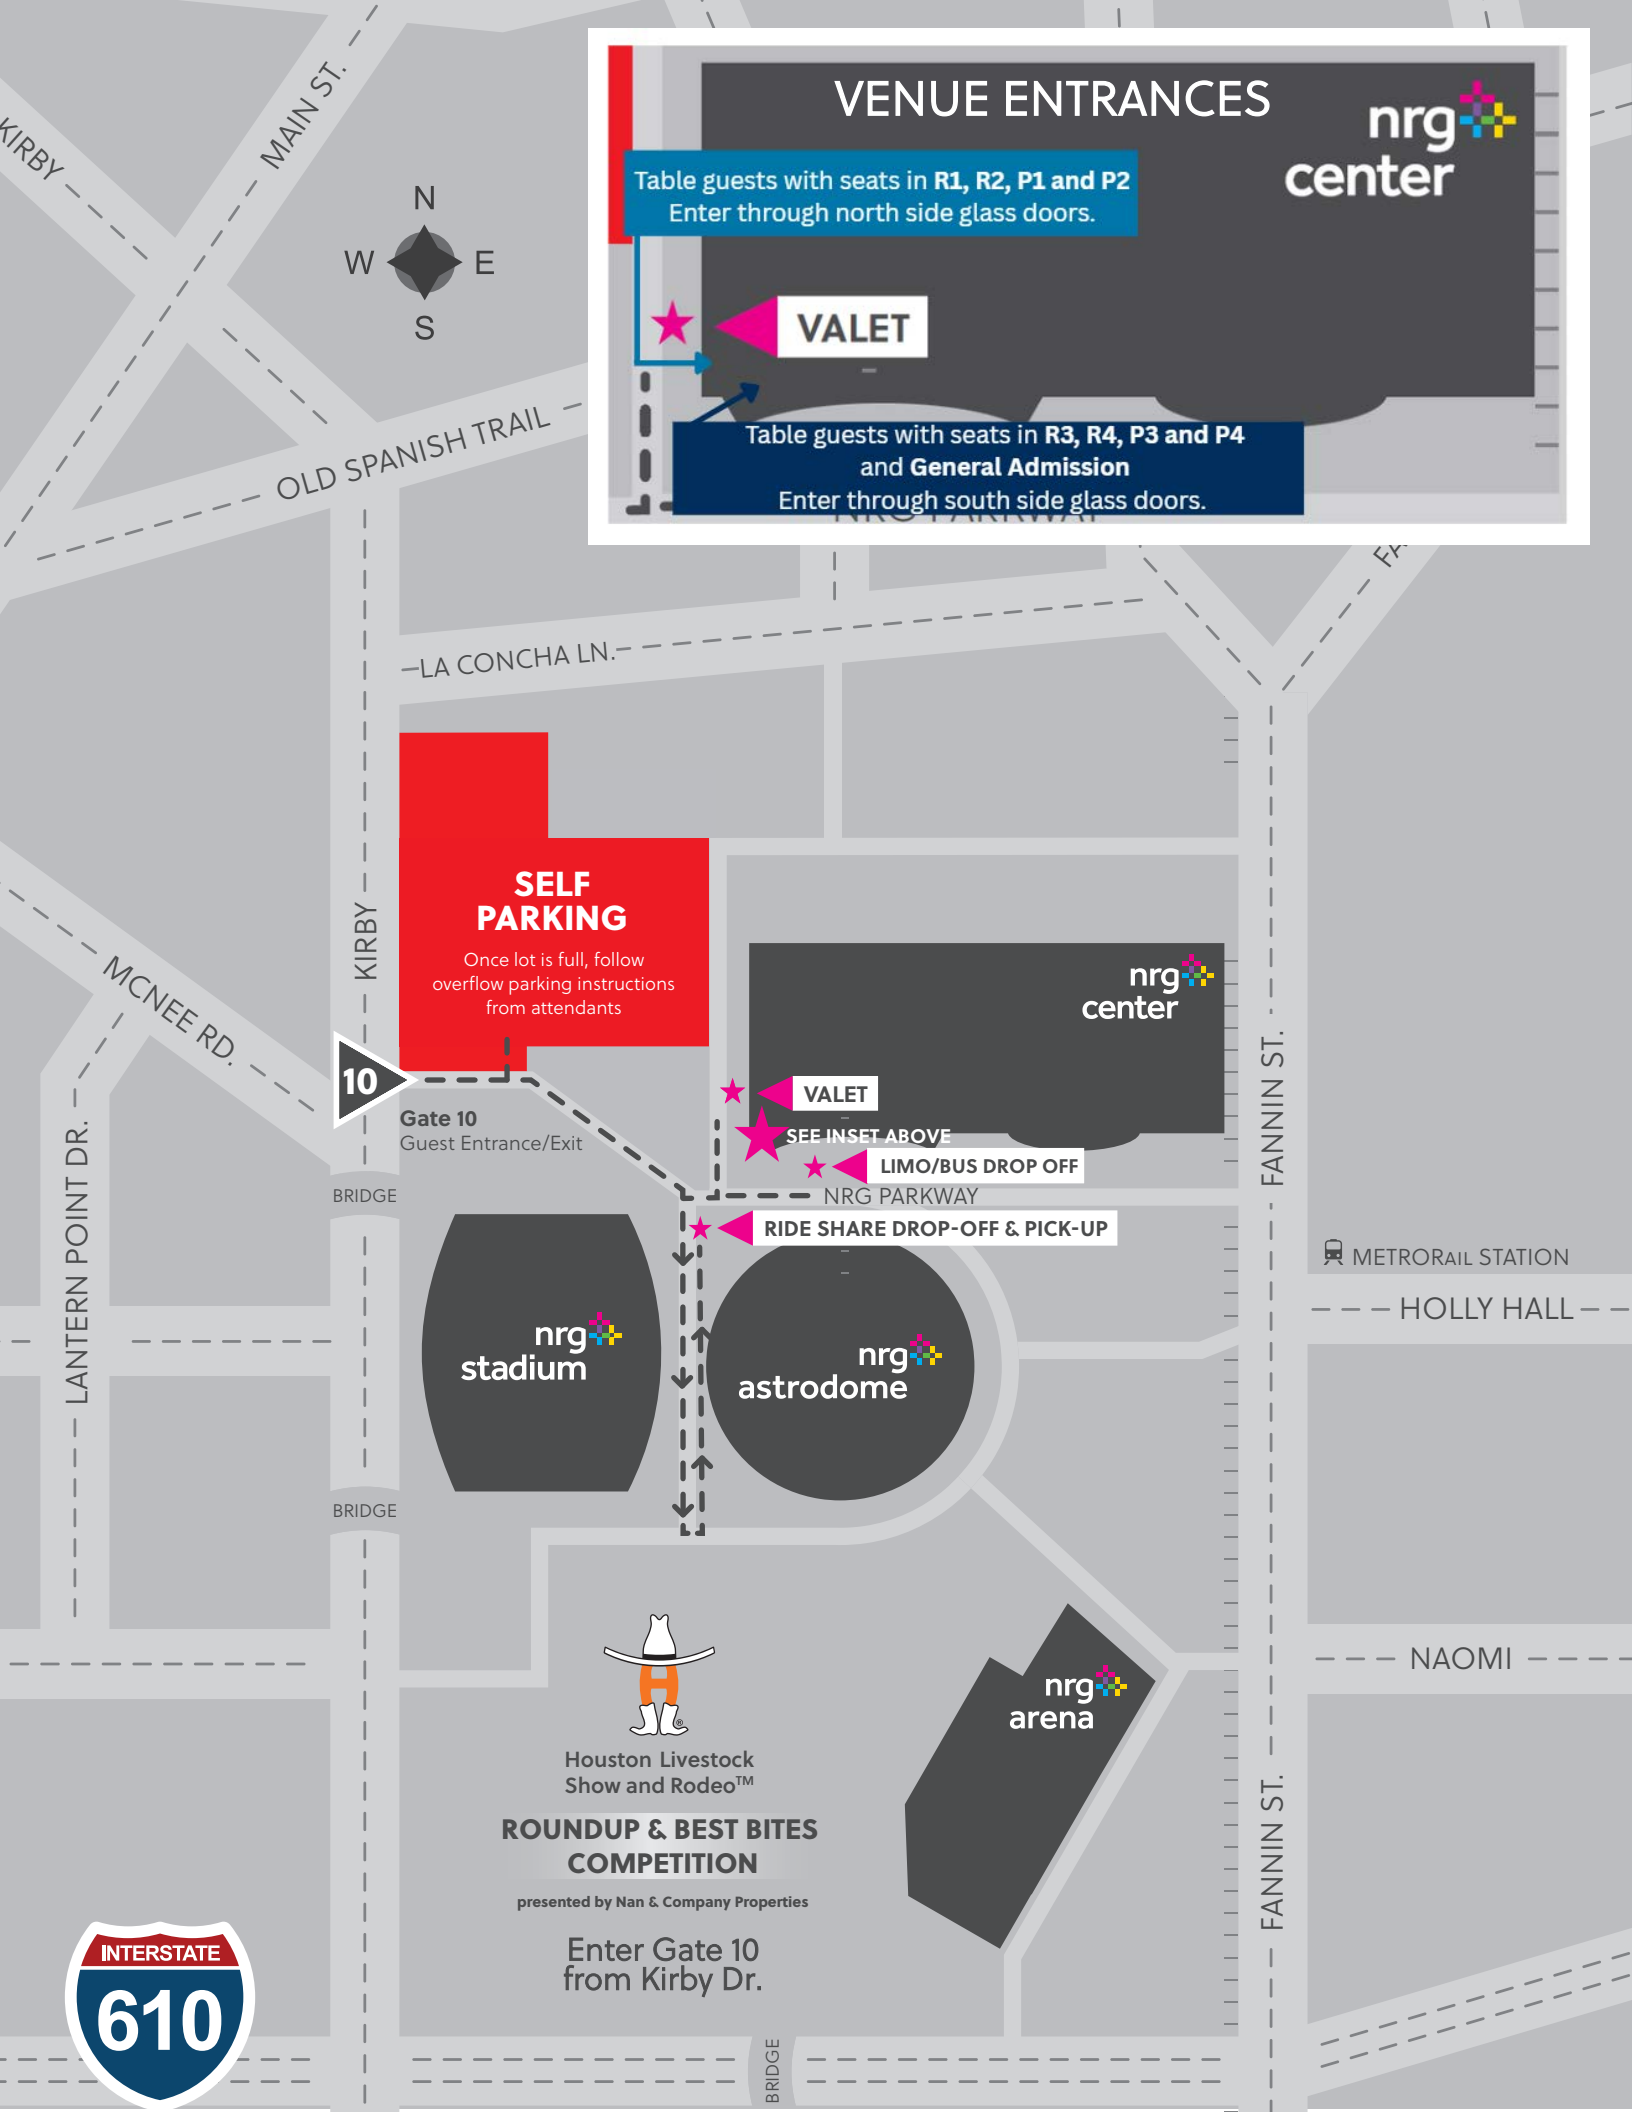 MAIN ST.
KIRBY
N
W
E
S
OLD SPANISH TRAIL
VENUE ENTRANCES
nrg
center
Table guests with seats in R1, R2, P1 and P2
Enter through north side glass doors.
VALET
Table guests with seats in R3, R4, P3 and P4
and General Admission
Enter through south side glass doors.
LA CONCHA LN.
SELF
PARKING
Once lot is full, follow
overflow parking instructions
from attendants
KIRBY
MCNEE RD.
nrg
center
10
Gate 10
Guest Entrance/Exit
VALET
SEE INSET ABOVE
LIMO/BUS DROP OFF
NRG PARKWAY
RIDE SHARE DROP-OFF & PICK-UP
FANNIN ST.
BRIDGE
LANTERN POINT DR.
METRORAIL STATION
HOLLY HALL
nrg
stadium
nrg
astrodome
BRIDGE
NAOMI
nrg
arena
®
Houston Livestock
Show and Rodeo™
ROUNDUP & BEST BITES
COMPETITION
presented by Nan & Company Properties
Enter Gate 10
from Kirby Dr.
FANNIN ST.
INTERSTATE
610
BRIDGE